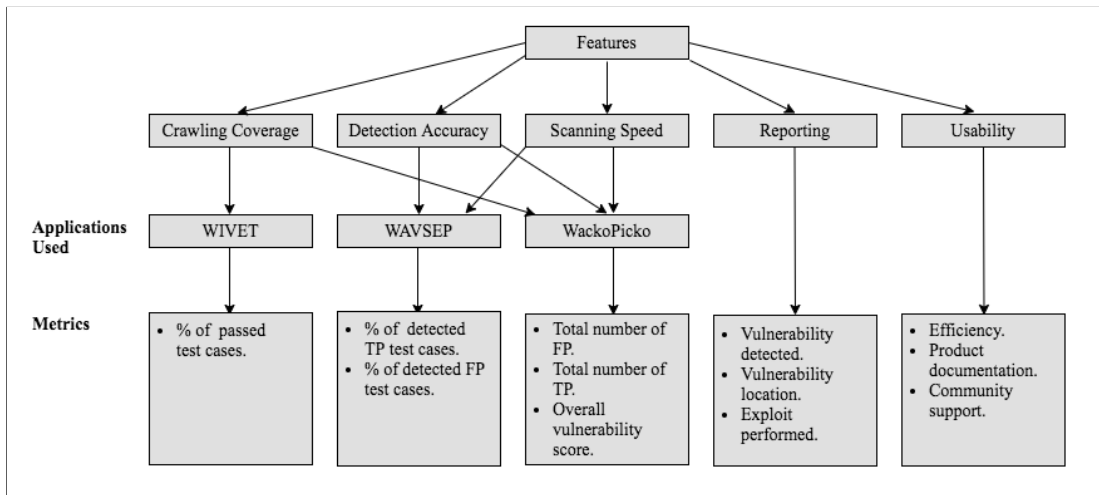 Features
Crawling Coverage
Detection Accuracy
Scanning Speed
Reporting
Usability
Applications
Used
WIVET
WAVSEP
WackoPicko
Metrics
• % of passed
test cases.
• % of detected
TP test cases.
• % of detected FP
test cases.
• Total number of
FP.
• Total number of
TP.
• Overall
vulnerability
score.
• Vulnerability
detected.
• Vulnerability
location.
• Exploit
performed.
• Efficiency.
• Product
documentation.
• Community
support.